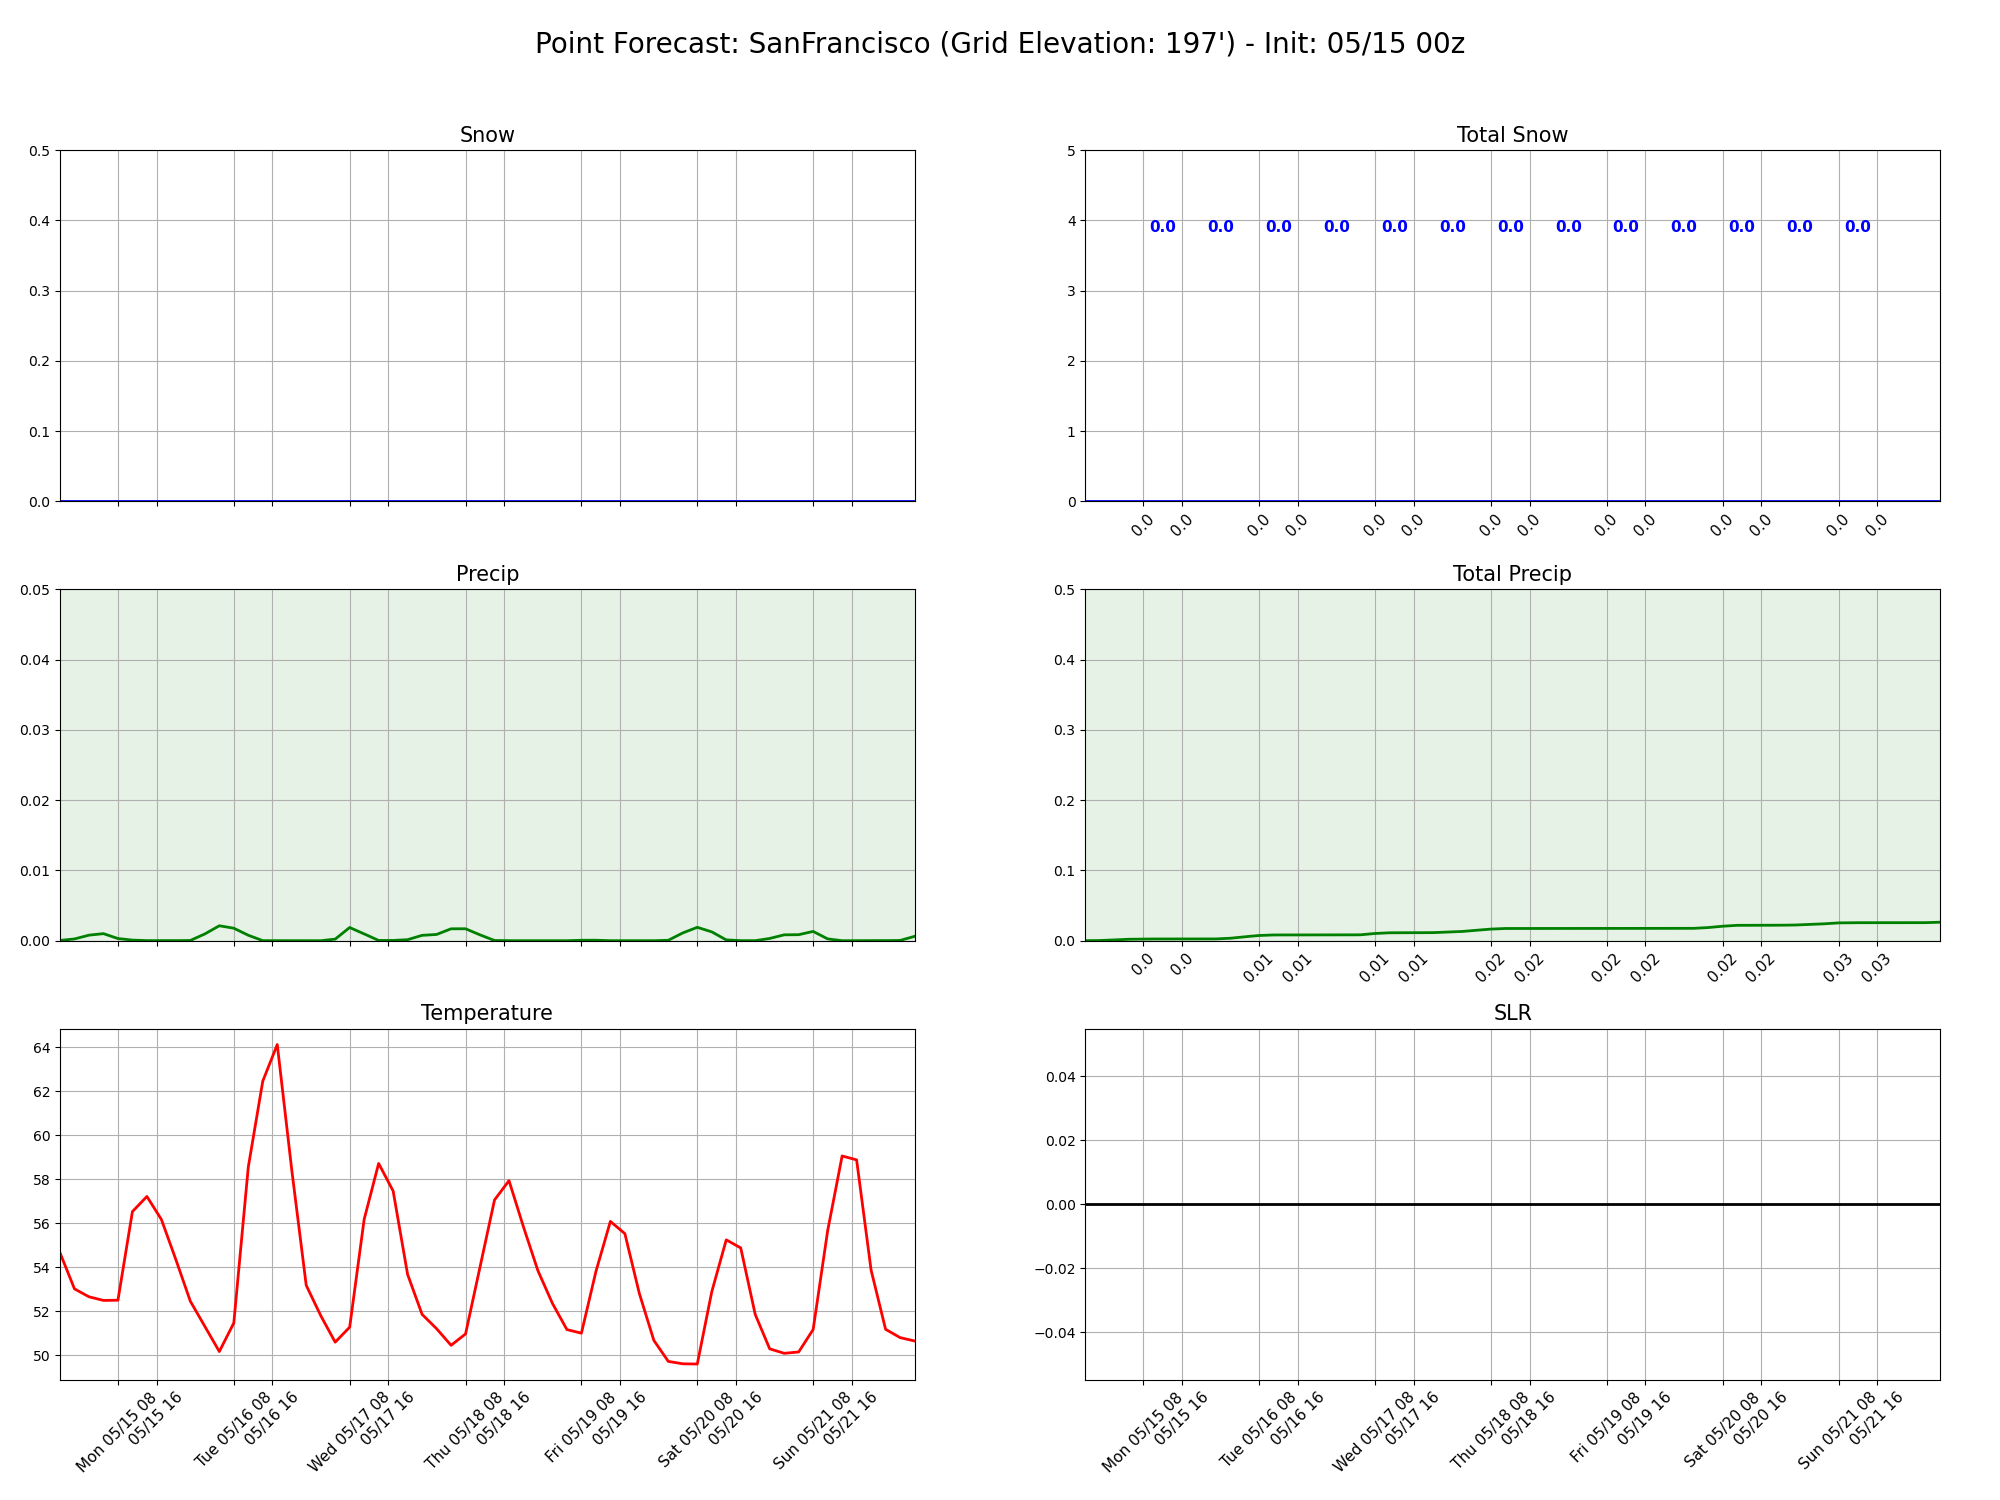 Point Forecast: SanFrancisco (Grid Elevation: 197') - Init: 05/15 00z
Snow
0.5
0.4
0.3
0.2
0.1
0.0
Total Snow
5
4
3
2
1
0
0.0 0.0 0.0 0.0 0.0 0.0 0.0 0.0 0.0 0.0 0.0 0.0 0.0
0.0 0.0 0.0 0.0 0.0 0.0 0.0 0.0 0.0 0.0 0.0 0.0 0.0 0.0
Precip
0.05
0.04
0.03
0.02
0.01
0.00
Total Precip
0.5
0.4
0.3
0.2
0.1
0.0
0.0 0.0 0.01 0.01 0.01 0.01 0.02 0.02 0.02 0.02 0.02 0.02 0.03 0.03
Temperature
64
62
60
58
56
54
52
50
Mon 05/15 08
05/15 16
Tue 05/16 08
05/16 16
Wed 05/17 08
05/17 16
Thu 05/18 08
05/18 16
Fri 05/19 08
05/19 16
Sat 05/20 08
05/20 16
Sun 05/21 08
05/21 16
SLR
0.04
0.02
0.00
−0.02
−0.04
Mon 05/15 08
05/15 16
Tue 05/16 08
05/16 16
Wed 05/17 08
05/17 16
Thu 05/18 08
05/18 16
Fri 05/19 08
05/19 16
Sat 05/20 08
05/20 16
Sun 05/21 08
05/21 16